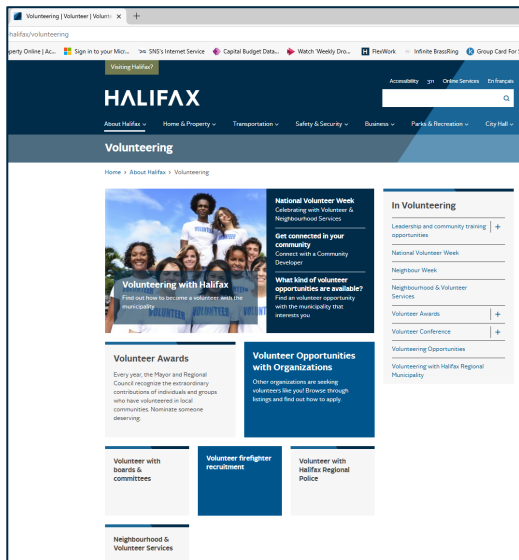 Volunteering | Volunteer | Volunt
halifax/volunteering
operty Online | Ac... Sign in to your Micr... SNS's Internet Service Capital Budget Data... Watch 'Weekly Dro... FlexWork Infinite BrassRing Group Card For S
Visiting Halifax?
Accessibility 311 Online Services En français
HALIFAX
About Halifax Home & Property Transportation Safety & Security Business Parks & Recreation City Hall
Volunteering
Home > About Halifax > Volunteering
Volunteering with Halifax
Find out how to become a volunteer with the
municipality
VOLUNTEER
National Volunteer Week
Celebrating with Volunteer &
Neighbourhood Services
Get connected in your
community
Connect with a Community
Developer
What kind of volunteer
opportunities are available?
Find an volunteer opportunity
with the municipality that
interests you
In Volunteering
Leadership and community training
opportunities
National Volunteer Week
Neighbour Week
Neighbourhood & Volunteer
Services
Volunteer Awards
Volunteer Conference
Volunteering Opportunities
Volunteering with Halifax Regional
Municipality
Volunteer Awards
Every year, the Mayor and Regional
Council recognize the extraordinary
contributions of individuals and groups
who have volunteered in local
communities. Nominate someone
deserving.
Volunteer Opportunities
with Organizations
Other organizations are seeking
volunteers like you! Browse through
listings and find out how to apply.
Volunteer with
boards &
committees
Volunteer firefighter
recruitment
Volunteer with
Halifax Regional
Police
Neighbourhood &
Volunteer Services